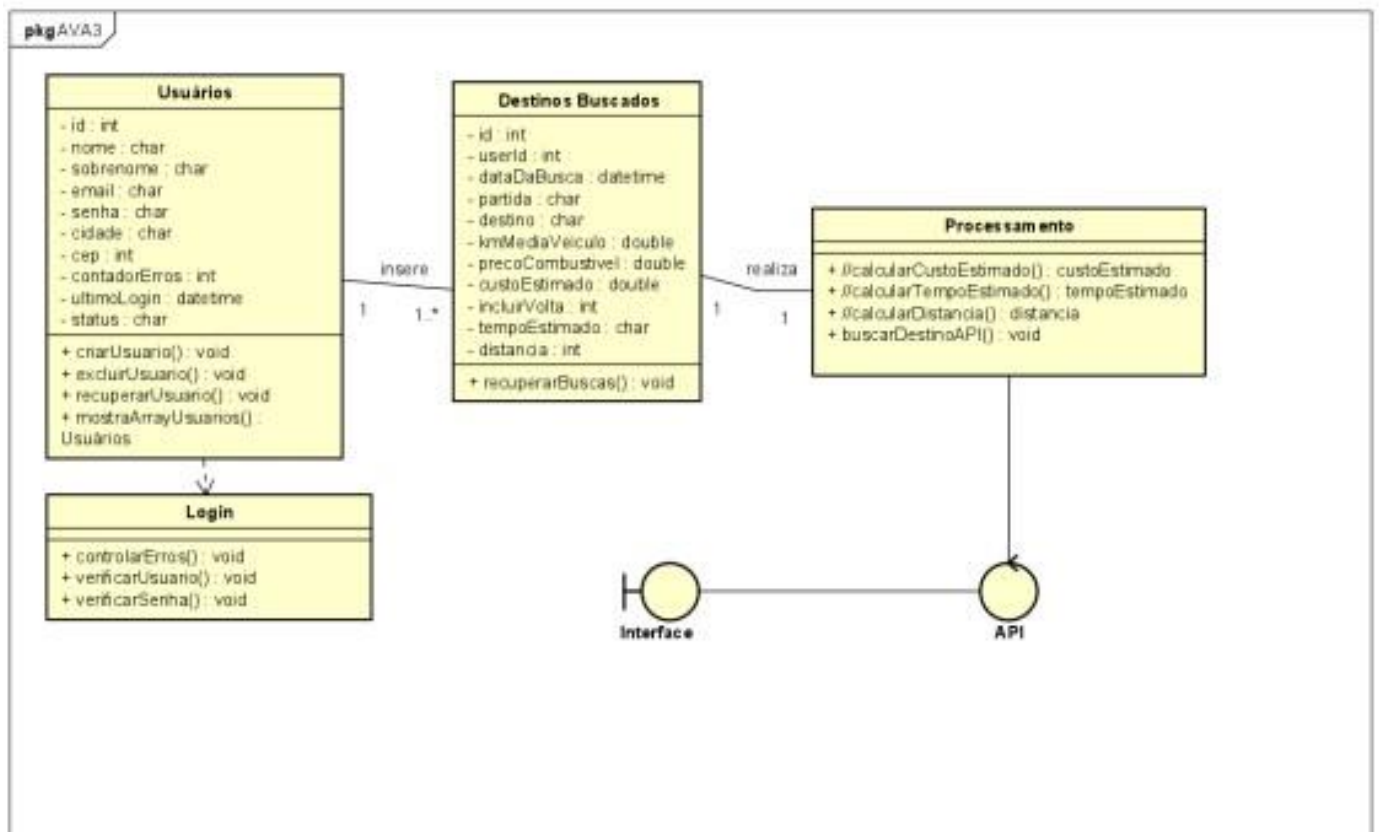 pkg AVA3
Usuários
- id : int
- nome : char
- sobrenome : char
- email : char
- senha : char
- cidade : char
- cep : int
- contadorErros : int
- ultimoLogin : datetime
- status : char
+ criarUsuario() : void
+ excluirUsuario() : void
+ recuperarUsuario() : void
+ mostraArrayUsuarios() :
Usuários
Login
+ controlarErros() : void
+ verificarUsuario() : void
+ verificarSenha() : void
insere
1
1..*
Destinos Buscados
- id : int
- userId : int
- dataDaBusca : datetime
- partida : char
- destino : char
- kmMediaVeiculo : double
- precoCombustivel : double
- custoEstimado : double
- incluirVolta : int
- tempoEstimado : char
- distancia : int
+ recuperarBuscas() : void
realiza
1
1
Processamento
+ //calcularCustoEstimado() : custoEstimado
+ //calcularTempoEstimado() : tempoEstimado
+ //calcularDistancia() : distancia
+ buscarDestinoAPI() : void
Interface
API